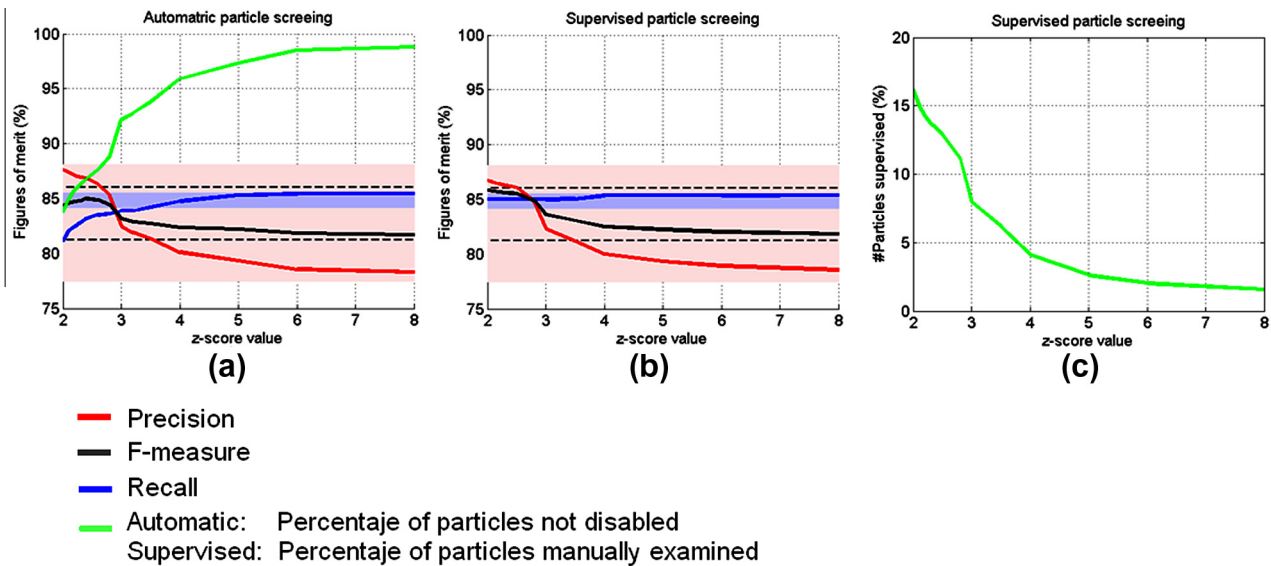 Automatric particle screeing
Figures of merit (%)
100
95
90
85
80
75
2 3 4 5 6 7 8
z-score value
(a)
Supervised particle screeing
Figures of merit (%)
100
95
90
85
80
75
2 3 4 5 6 7 8
z-score value
(b)
Supervised particle screeing
#Particles supervised (%)
20
15
10
5
0
2 3 4 5 6 7 8
z-score value
(c)
Precision
F-measure
Recall
Automatic: Percentaje of particles not disabled
Supervised: Percentaje of particles manually examined